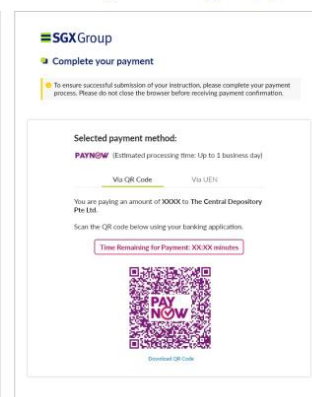 SGX Group
Complete your payment
To ensure successful submission of your instruction, please complete your payment
process. Please do not close the browser before receiving payment confirmation.
Selected payment method:
PAYNOW (Estimated processing time: Up to 1 business day)
Via QR Code Via UEN
You are paying an amount of XXXX to The Central Depository
Pte Ltd.
Scan the QR code below using your banking application.
Time Remaining for Payment: XX:XX minutes
PAY
NOW
Download QR Code